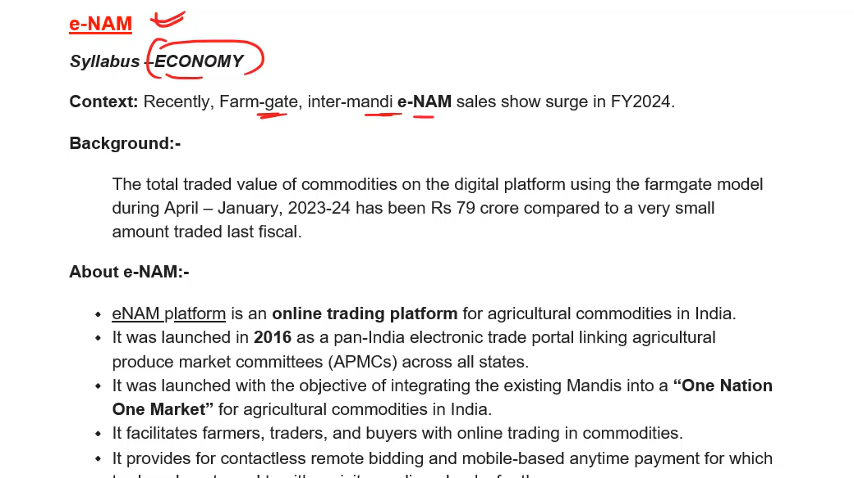 e-NAM
Syllabus –ECONOMY
Context: Recently, Farm-gate, inter-mandi e-NAM sales show surge in FY2024.
Background:-
The total traded value of commodities on the digital platform using the farmgate model
during April – January, 2023-24 has been Rs 79 crore compared to a very small
amount traded last fiscal.
About e-NAM:-
• eNAM platform is an online trading platform for agricultural commodities in India.
• It was launched in 2016 as a pan-India electronic trade portal linking agricultural
produce market committees (APMCs) across all states.
• It was launched with the objective of integrating the existing Mandis into a “One Nation
One Market” for agricultural commodities in India.
• It facilitates farmers, traders, and buyers with online trading in commodities.
• It provides for contactless remote bidding and mobile-based anytime payment for which